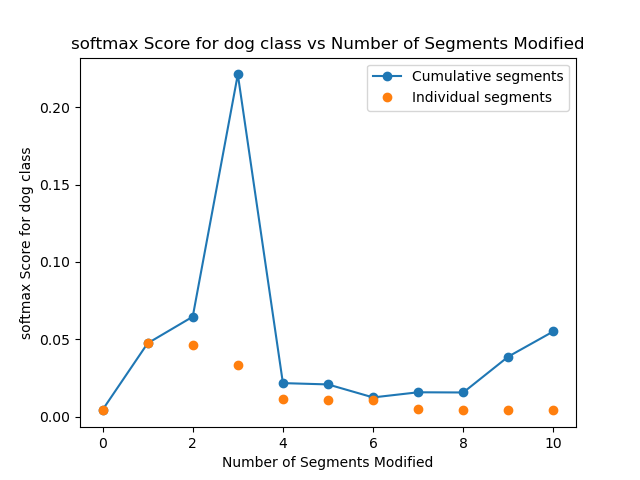 softmax Score for dog class vs Number of Segments Modified
Cumulative segments
Individual segments
softmax Score for dog class
0.20
0.15
0.10
0.05
0.00
0 2 4 6 8 10
Number of Segments Modified